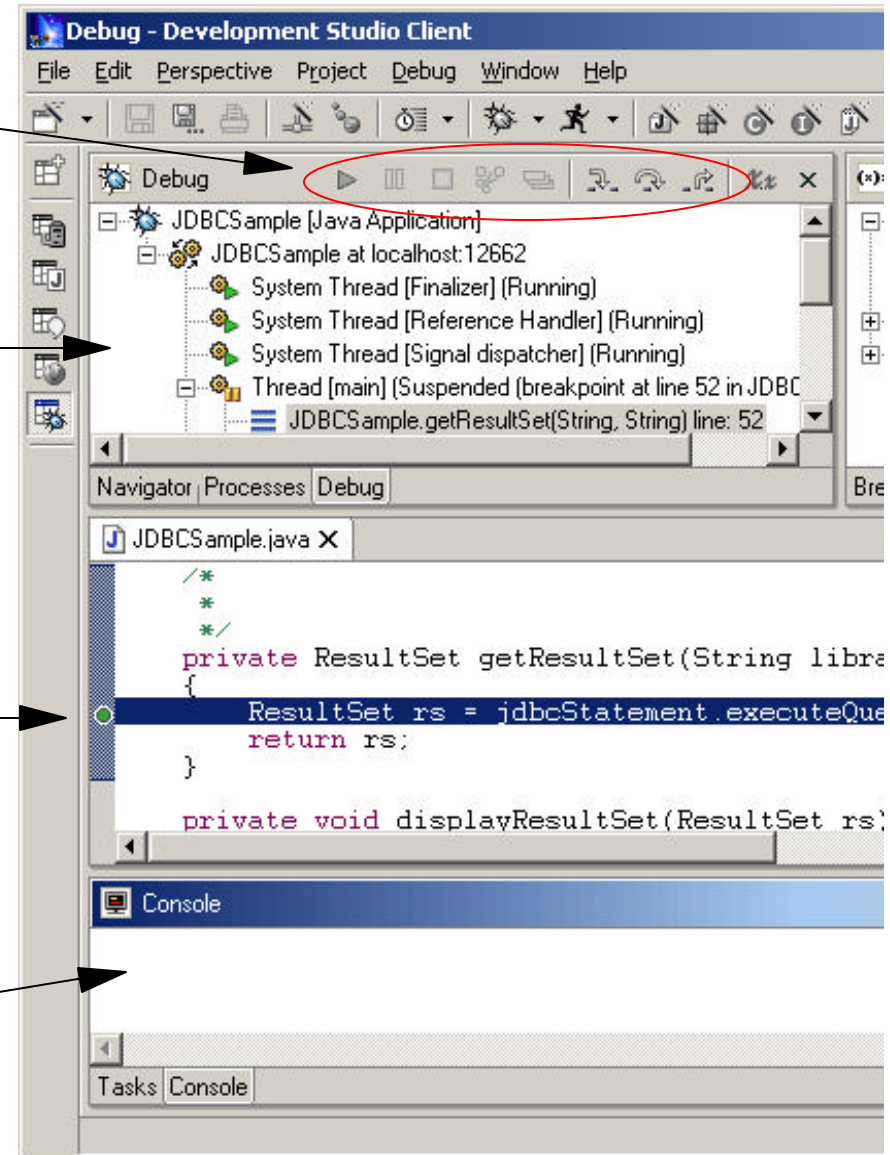 Debug - Development Studio Client
File Edit Perspective Project Debug Window Help
Debug
JDBCSample [Java Application]
JDBCSample at localhost:12662
System Thread [Finalizer] (Running)
System Thread [Reference Handler] (Running)
System Thread [Signal dispatcher] (Running)
Thread [main] (Suspended (breakpoint at line 52 in JDBC
JDBCSample.getResultSet(String, String) line: 52
Navigator Processes Debug
Bre
JDBCSample.java
/*
*
*/
private ResultSet getResultSet(String libra
{
ResultSet rs = jdbcStatement.executeQue
return rs;
}
private void displayResultSet(ResultSet rs)
Console
Tasks Console